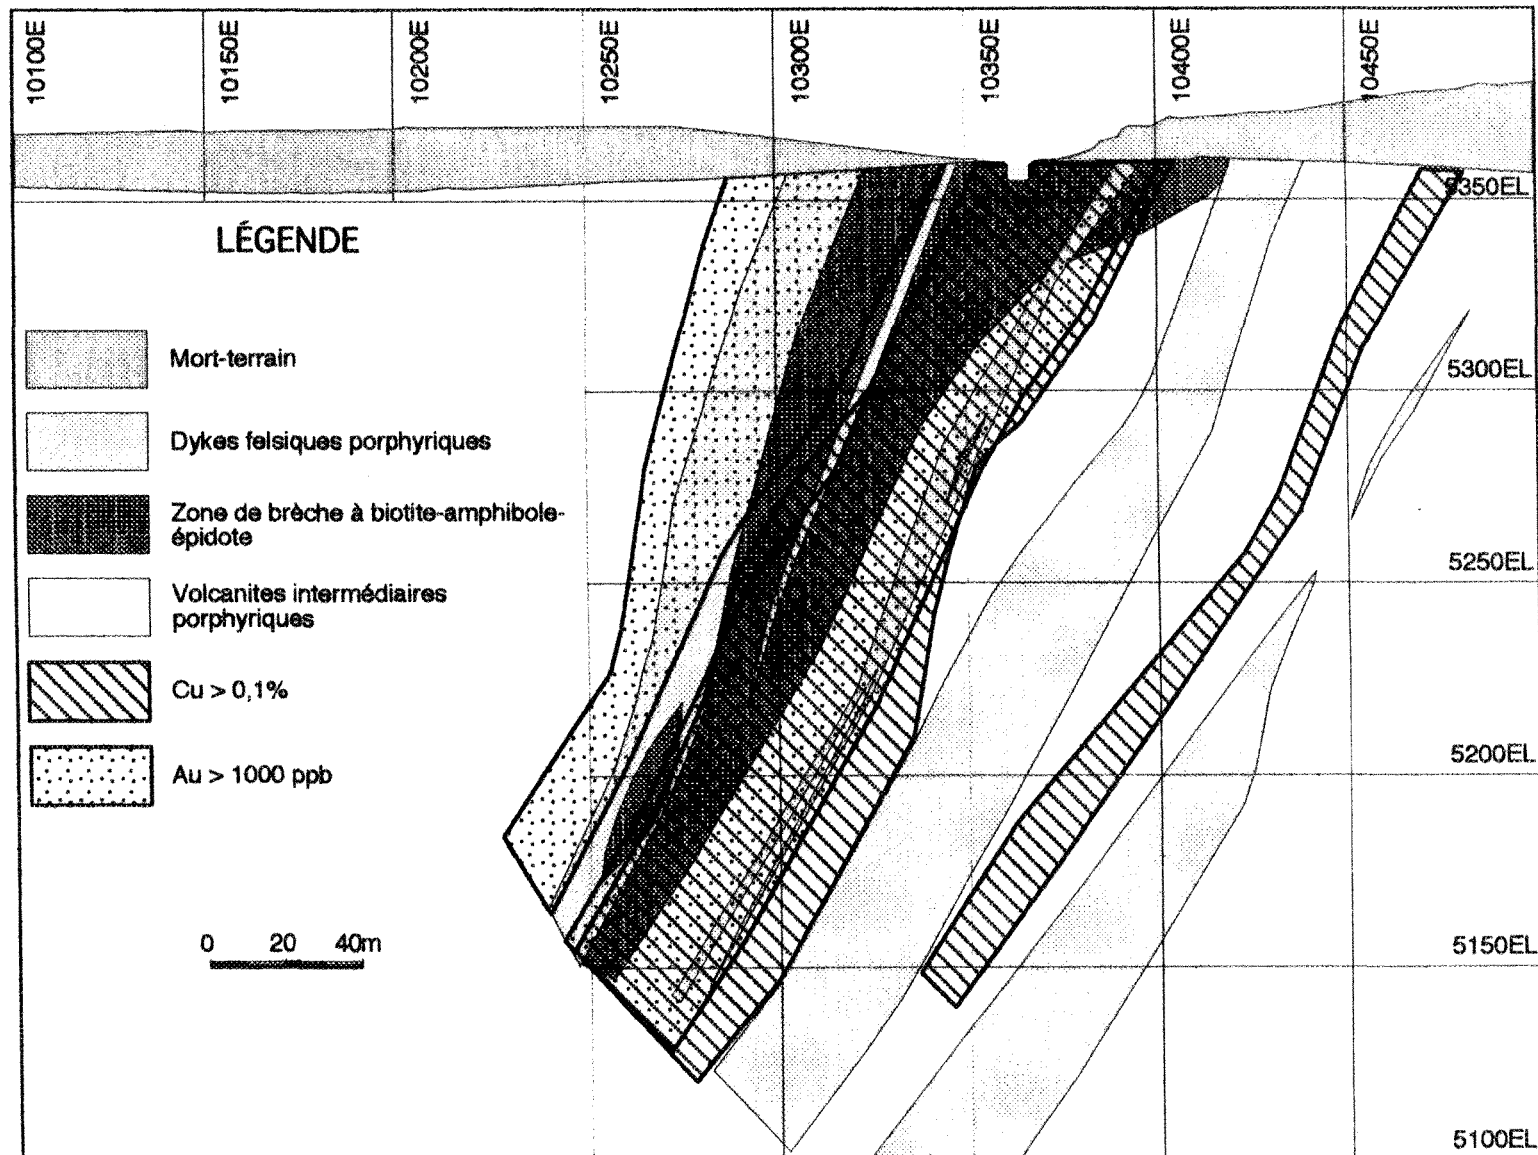 10100E
10150E
10200E
10250E
10300E
10350E
10400E
10450E
5350EL
LÉGENDE
Mort-terrain
5300EL
Dykes felsiques porphyriques
Zone de brèche à biotite-amphibole-
épidote
5250EL
Volcanites intermédiaires
porphyriques
Cu > 0,1%
5200EL
Au > 1000 ppb
0 20 40m
5150EL
5100EL